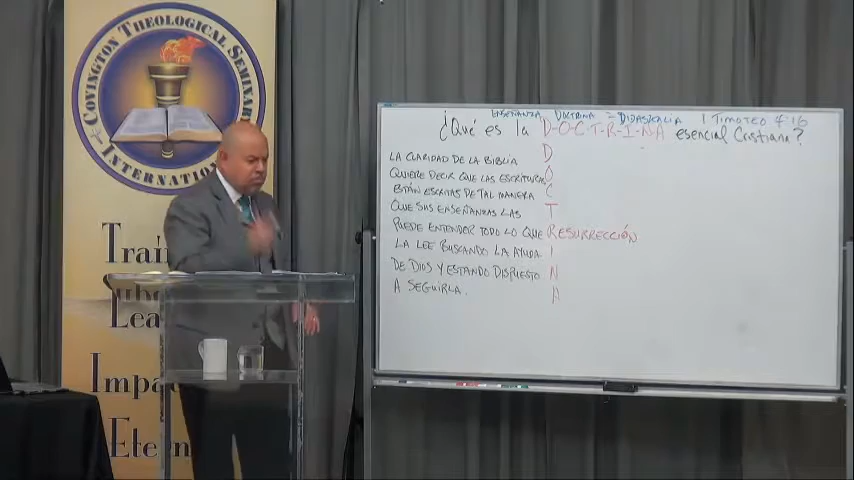 COVINGTON THEOLOGICAL SEMINARY
INTERNATIONAL
Train
Lea
Impa
Etern
ENSEÑANZA DOCTRINA = DIDASKALIA 1 TIMOTEO 4:16
¿Qué es la D-O-C-T-R-I-N-A esencial Cristiana?
LA CLARIDAD DE LA BIBLIA
QUIERE DECIR QUE LAS ESCRITURAS
ESTÁN ESCRITAS DE TAL MANERA
QUE SUS ENSEÑANZAS LAS
PUEDE ENTENDER TODO LO QUE
LA LEE BUSCANDO LA AYUDA
DE DIOS Y ESTANDO DISPUESTO
A SEGUIRLA.
D
O
C
T
RESURRECCIÓN
I
N
A